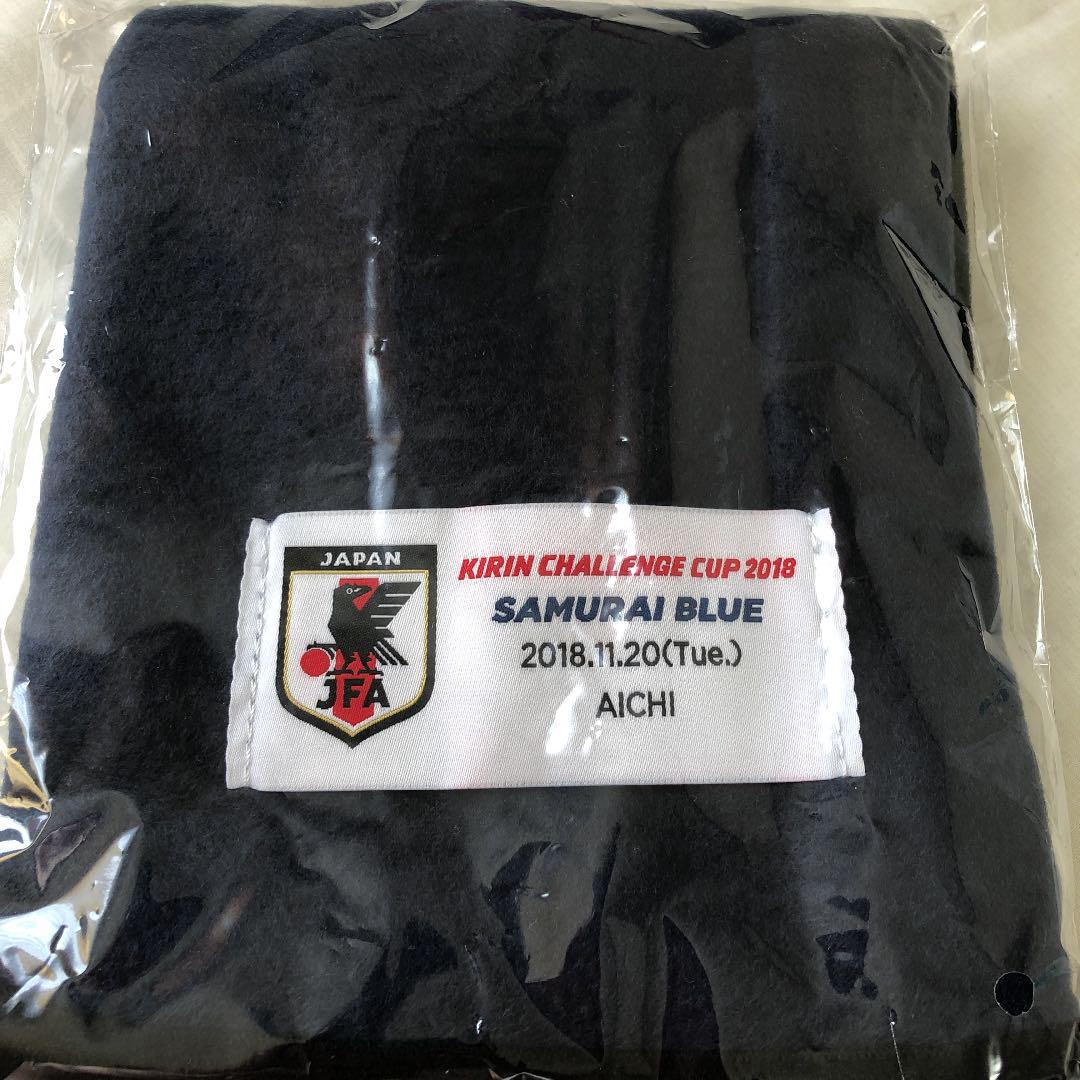 JAPAN
JFA
KIRIN CHALLENGE CUP 2018
SAMURAI BLUE
2018.11.20(Tue.)
AICHI